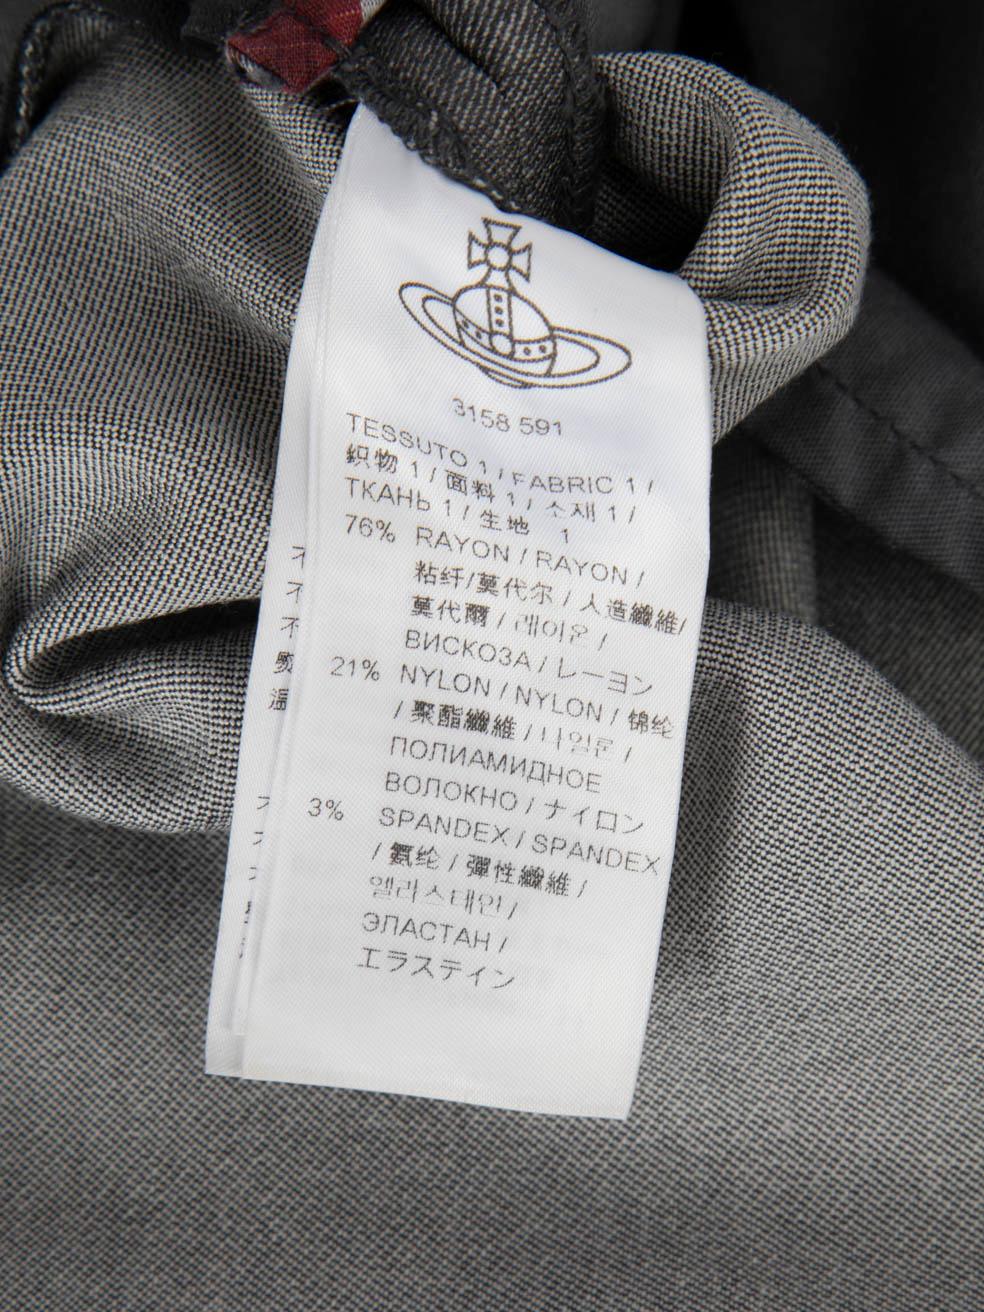 3158 591
TESSUTO 1 / FABRIC 1 /
织物 1 / 面料 1 / 소재 1 /
ТКАНЬ 1 / 生地 1
76% RAYON / RAYON /
粘纤/莫代尔 / 人造纖維/
莫代爾 / 레이온 /
ВИСКОЗА / レーヨン
21% NYLON / NYLON / 锦纶
/ 聚酯纖維 / 나일론 /
ПОЛИАМИДНОЕ
ВОЛОКНО / ナイロン
3% SPANDEX / SPANDEX
/ 氨纶 / 彈性纖維 /
엘라스테인 /
ЭЛАСТАН /
エラステイン